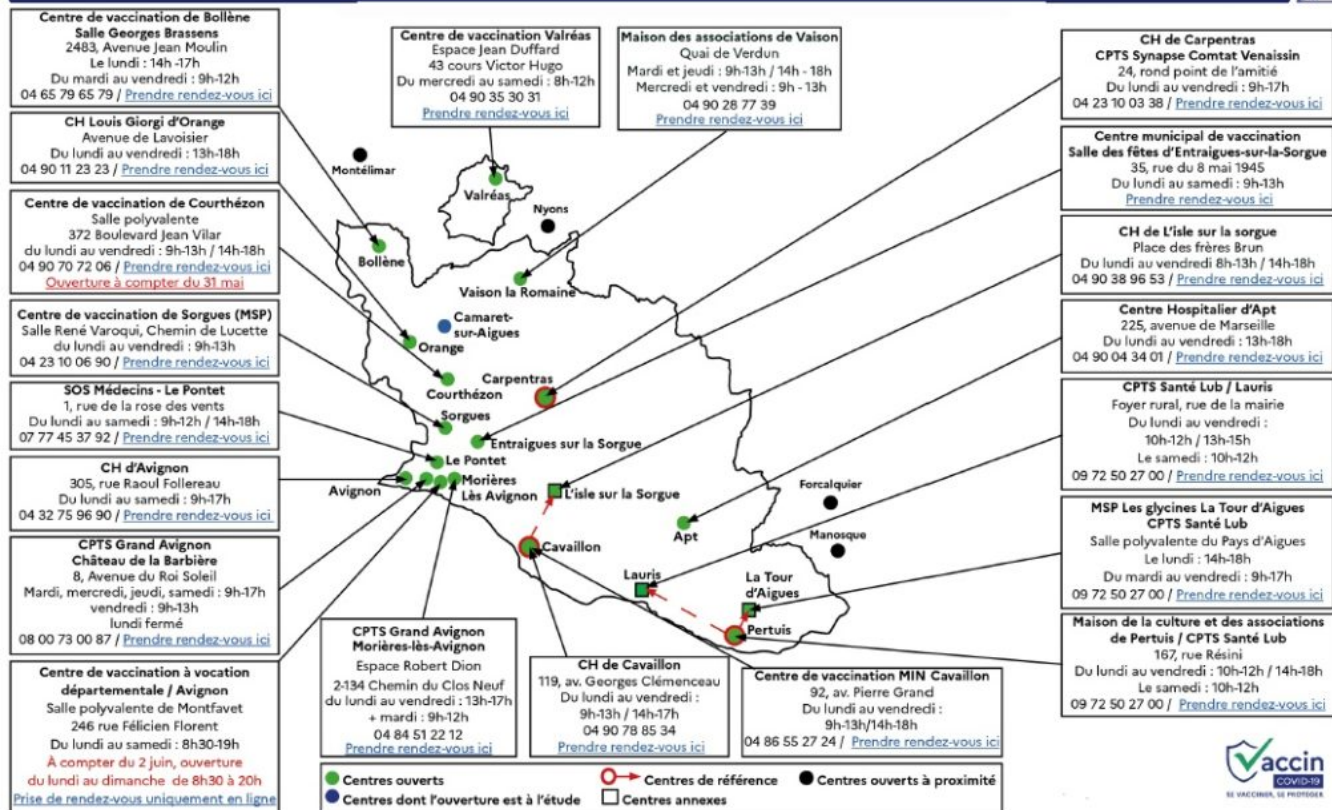 Centre de vaccination de Bollène
Salle Georges Brassens
2483, Avenue Jean Moulin
Le lundi : 14h -17h
Du mardi au vendredi : 9h-12h
04 65 79 65 79 / Prendre rendez-vous ici
CH Louis Giorgi d'Orange
Avenue de Lavoisier
Du lundi au vendredi : 13h-18h
04 90 11 23 23 / Prendre rendez-vous ici
Centre de vaccination de Courthézon
Salle polyvalente
372 Boulevard Jean Vilar
du lundi au vendredi : 9h-13h / 14h-18h
04 90 70 72 06 / Prendre rendez-vous ici
Ouverture à compter du 31 mai
Centre de vaccination de Sorgues (MSP)
Salle René Varoqui, Chemin de Lucette
du lundi au vendredi : 9h-13h
04 23 10 06 90 / Prendre rendez-vous ici
SOS Médecins - Le Pontet
1, rue de la rose des vents
Du lundi au samedi : 9h-12h / 14h-18h
07 77 45 37 92 / Prendre rendez-vous ici
CH d'Avignon
305, rue Raoul Follereau
Du lundi au samedi : 9h-17h
04 32 75 96 90 / Prendre rendez-vous ici
CPTS Grand Avignon
Château de la Barbière
8, Avenue du Roi Soleil
Mardi, mercredi, jeudi, samedi : 9h-17h
vendredi : 9h-13h
lundi fermé
08 00 73 00 87 / Prendre rendez-vous ici
Centre de vaccination à vocation
départementale / Avignon
Salle polyvalente de Montfavet
246 rue Félicien Florent
Du lundi au samedi : 8h30-19h
A compter du 2 juin, ouverture
du lundi au dimanche de 8h30 à 20h
Prise de rendez-vous uniquement en ligne
Centre de vaccination Valréas
Espace Jean Duffard
43 cours Victor Hugo
Du mercredi au samedi : 8h-12h
04 90 35 30 31
Prendre rendez-vous ici
Maison des associations de Vaison
Quai de Verdun
Mardi et jeudi : 9h-13h / 14h - 18h
Mercredi et vendredi : 9h - 13h
04 90 28 77 39
Prendre rendez-vous ici
Montélimar
Valréas
Nyons
Bollène
Vaison la Romaine
Camaret
-sur-Aigues
Orange
Carpentras
Courthézon
Sorgues
Entraigues sur la Sorgue
Le Pontet
Avignon
Morières
Lès Avignon
L'isle sur la Sorgue
Cavaillon
Apt
Forcalquier
Manosque
Lauris
La Tour
d'Aigues
Pertuis
CPTS Grand Avignon
Morières-lès-Avignon
Espace Robert Dion
2-134 Chemin du Clos Neuf
du lundi au vendredi : 13h-17h
+ mardi : 9h-12h
04 84 51 22 12
Prendre rendez-vous ici
CH de Cavaillon
119, av. Georges Clémenceau
Du lundi au vendredi :
9h-13h / 14h-17h
04 90 78 85 34
Prendre rendez-vous ici
Centre de vaccination MIN Cavaillon
92, av. Pierre Grand
Du lundi au vendredi :
9h-13h/14h-18h
04 86 55 27 24 / Prendre rendez-vous ici
CH de Carpentras
CPTS Synapse Comtat Venaissin
24, rond point de l'amitié
Du lundi au vendredi : 9h-17h
04 23 10 03 38 / Prendre rendez-vous ici
Centre municipal de vaccination
Salle des fêtes d'Entraigues-sur-la-Sorgue
35, rue du 8 mai 1945
Du lundi au samedi : 9h-13h
Prendre rendez-vous ici
CH de L'isle sur la sorgue
Place des frères Brun
Du lundi au vendredi 8h-13h / 14h-18h
04 90 38 96 53 / Prendre rendez-vous ici
Centre Hospitalier d'Apt
225, avenue de Marseille
Du lundi au vendredi : 13h-18h
04 90 04 34 01 / Prendre rendez-vous ici
CPTS Santé Lub / Lauris
Foyer rural, rue de la mairie
Du lundi au vendredi :
10h-12h / 13h-15h
Le samedi : 10h-12h
09 72 50 27 00 / Prendre rendez-vous ici
MSP Les glycines La Tour d'Aigues
CPTS Santé Lub
Salle polyvalente du Pays d'Aigues
Le lundi : 14h-18h
Du mardi au vendredi : 9h-17h
09 72 50 27 00 / Prendre rendez-vous ici
Maison de la culture et des associations
de Pertuis / CPTS Santé Lub
167, rue Résini
Du lundi au vendredi : 10h-12h / 14h-18h
Le samedi : 10h-12h
09 72 50 27 00 / Prendre rendez-vous ici
Centres ouverts
Centres de référence
Centres ouverts à proximité
Centres dont l'ouverture est à l'étude
Centres annexes
Vaccin
COVID-19
SE VACCINER, SE PROTÉGER